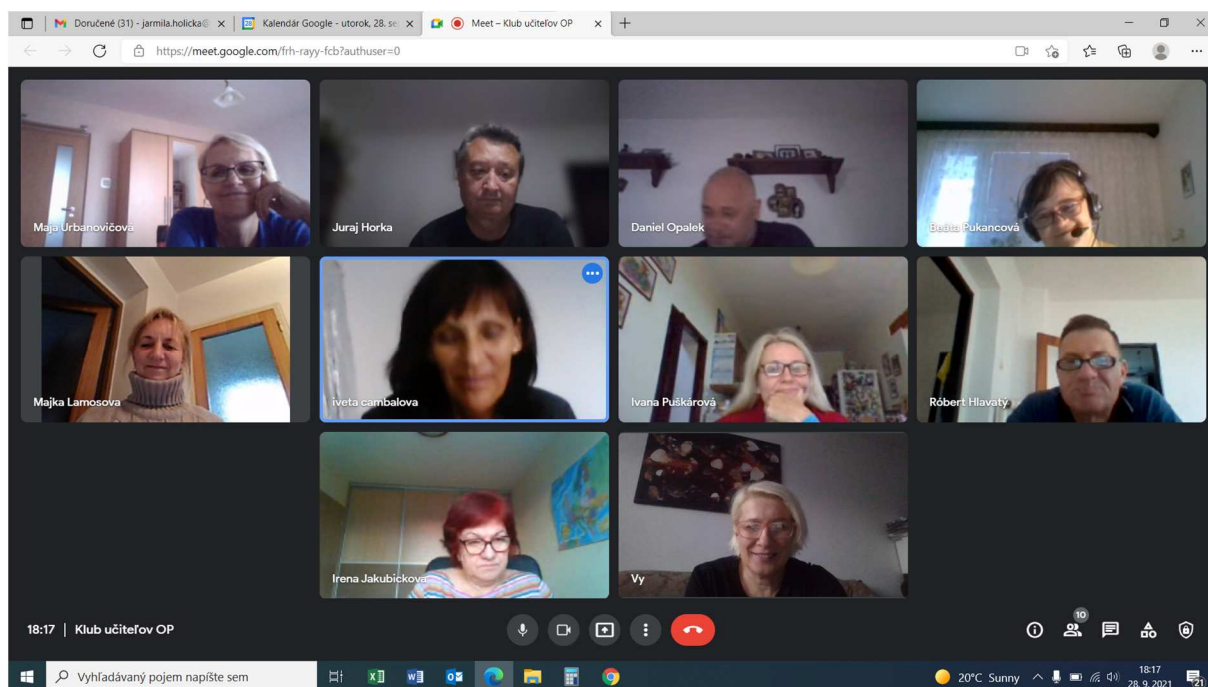 Doručené (31) - jarmila.holicka@
Kalendár Google - utorok, 28. se
Meet – Klub učiteľov OP
https://meet.google.com/frh-rayy-fcb?authuser=0
Maja Urbanovičová
Juraj Horka
Daniel Opalek
Beáta Pukancová
Majka Lamosova
iveta cambalova
Ivana Puškárová
Róbert Hlavatý
Irena Jakubickova
Vy
18:17 | Klub učiteľov OP
10
Vyhľadávaný pojem napíšte sem
20°C Sunny
18:17
28. 9. 2021
21